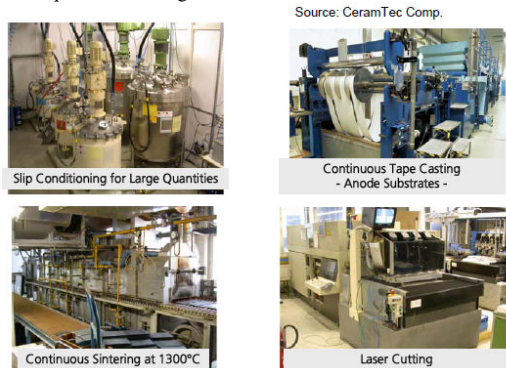 Source: CeramTec Comp.
Slip Conditioning for Large Quantities
Continuous Tape Casting
- Anode Substrates -
Continuous Sintering at 1300°C
Laser Cutting